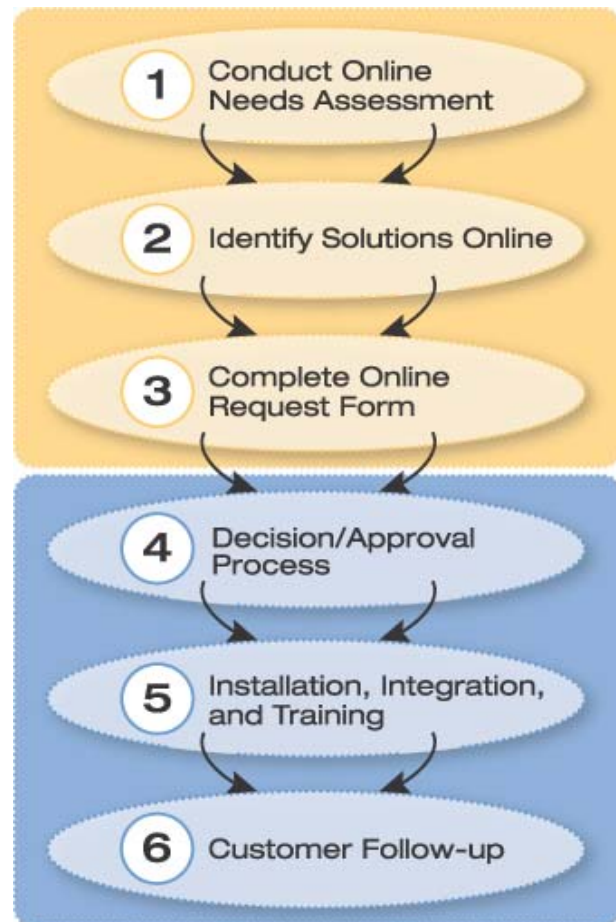 1
Conduct Online
Needs Assessment
2
Identify Solutions Online
3
Complete Online
Request Form
4
Decision/Approval
Process
5
Installation, Integration,
and Training
6
Customer Follow-up